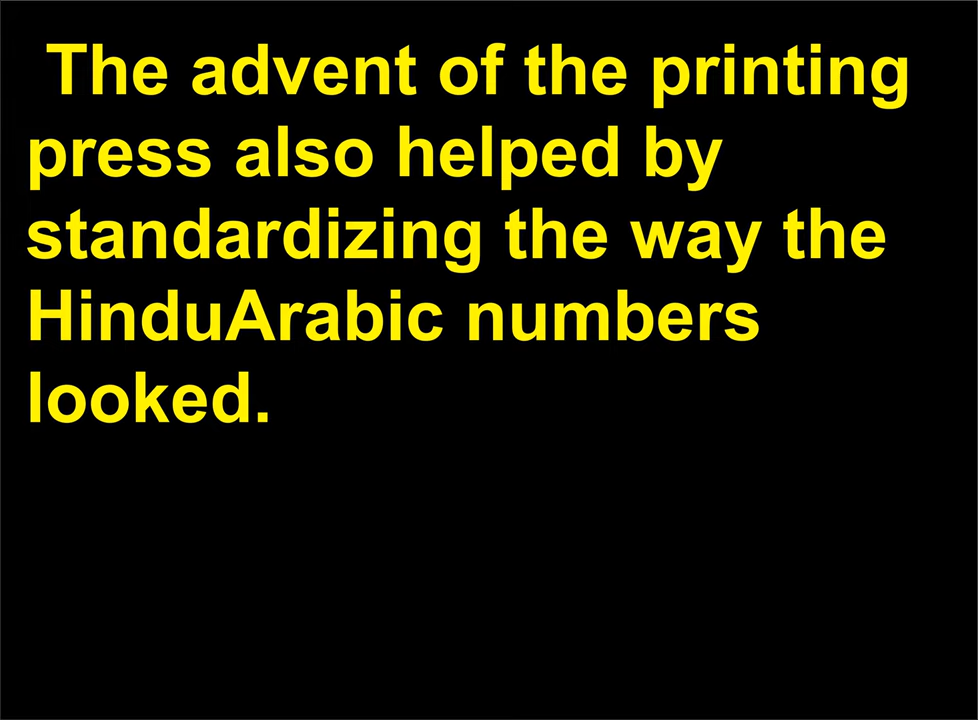 The advent of the printing
press also helped by
standardizing the way the
HinduArabic numbers
looked.